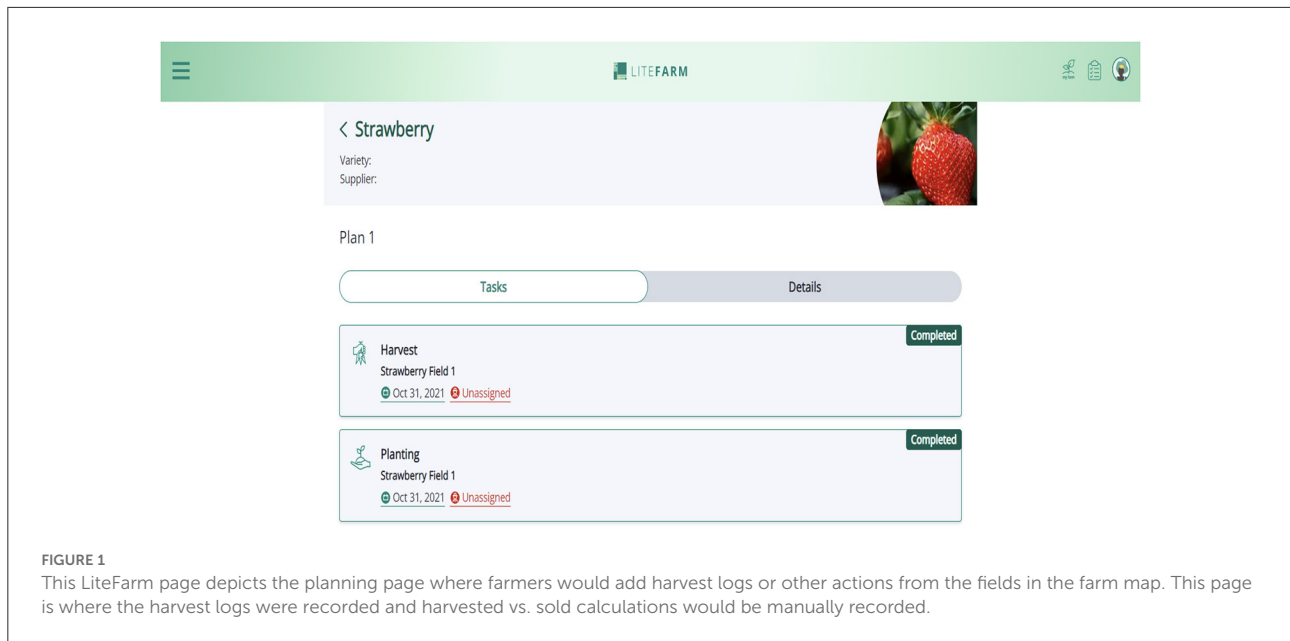 LITEFARM
< Strawberry
Variety:
Supplier:
Plan 1
Tasks
Details
Completed
Harvest
Strawberry Field 1
Oct 31, 2021 Unassigned
Completed
Planting
Strawberry Field 1
Oct 31, 2021 Unassigned
FIGURE 1
This LiteFarm page depicts the planning page where farmers would add harvest logs or other actions from the fields in the farm map. This page
is where the harvest logs were recorded and harvested vs. sold calculations would be manually recorded.